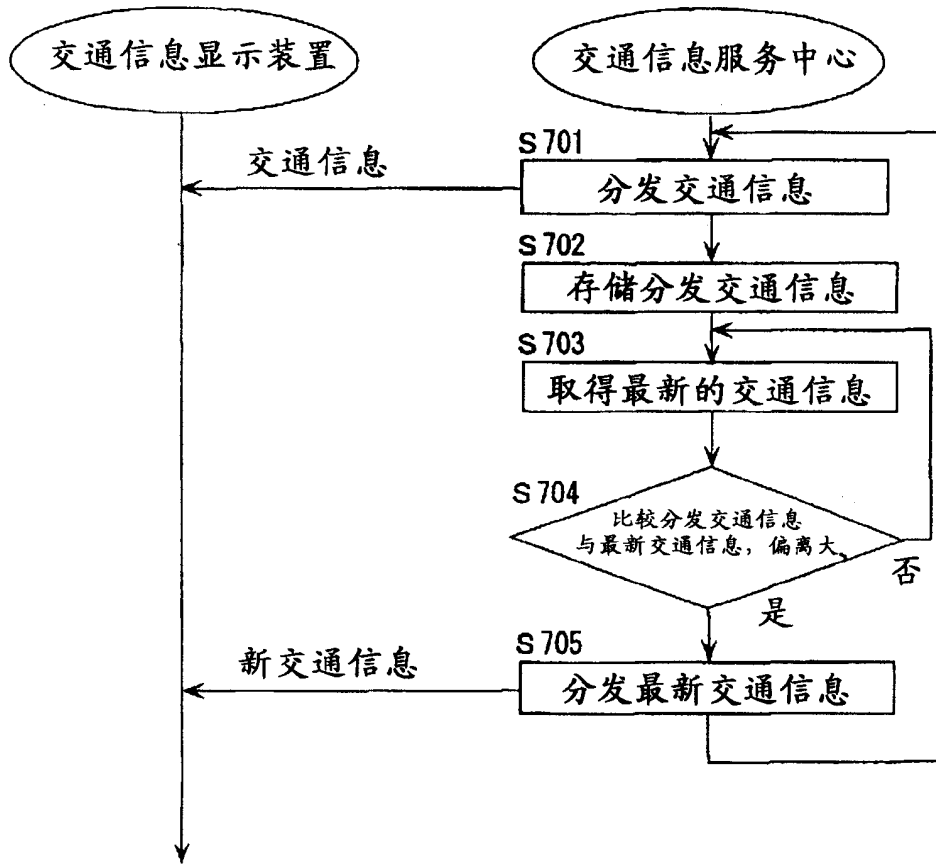 交通信息显示装置
交通信息服务中心
S701
交通信息
分发交通信息
S702
存储分发交通信息
S703
取得最新的交通信息
S704
比较分发交通信息
与最新交通信息，偏离大
否
是
S705
新交通信息
分发最新交通信息